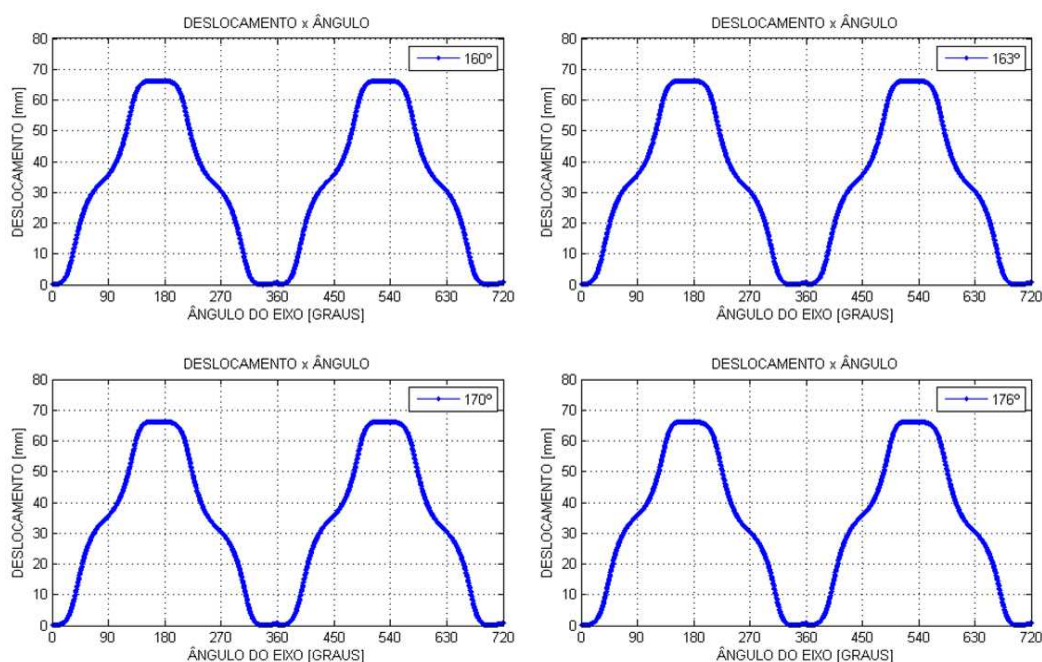 DESLOCAMENTO x ÂNGULO
DESLOCAMENTO [mm]
80
70
60
50
40
30
20
10
0
160º
0 90 180 270 360 450 540 630 720
ÂNGULO DO EIXO [GRAUS]
DESLOCAMENTO x ÂNGULO
DESLOCAMENTO [mm]
80
70
60
50
40
30
20
10
0
163º
0 90 180 270 360 450 540 630 720
ÂNGULO DO EIXO [GRAUS]
DESLOCAMENTO x ÂNGULO
DESLOCAMENTO [mm]
80
70
60
50
40
30
20
10
0
170º
0 90 180 270 360 450 540 630 720
ÂNGULO DO EIXO [GRAUS]
DESLOCAMENTO x ÂNGULO
DESLOCAMENTO [mm]
80
70
60
50
40
30
20
10
0
176º
0 90 180 270 360 450 540 630 720
ÂNGULO DO EIXO [GRAUS]